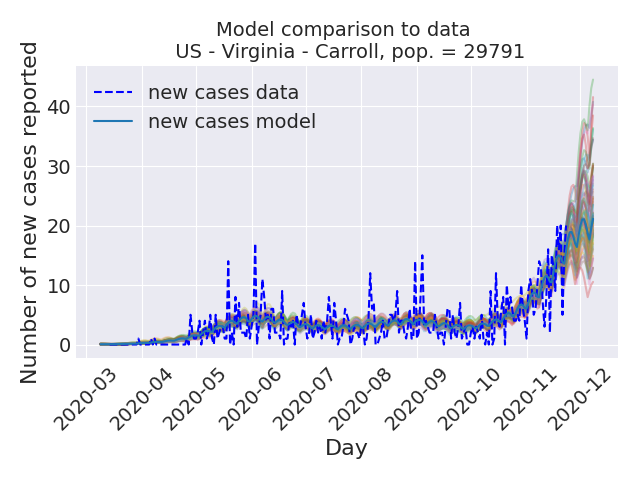 Model comparison to data
US - Virginia - Carroll, pop. = 29791
Number of new cases reported
new cases data
new cases model
40
30
20
10
0
2020-03
2020-04
2020-05
2020-06
2020-07
2020-08
2020-09
2020-10
2020-11
2020-12
Day